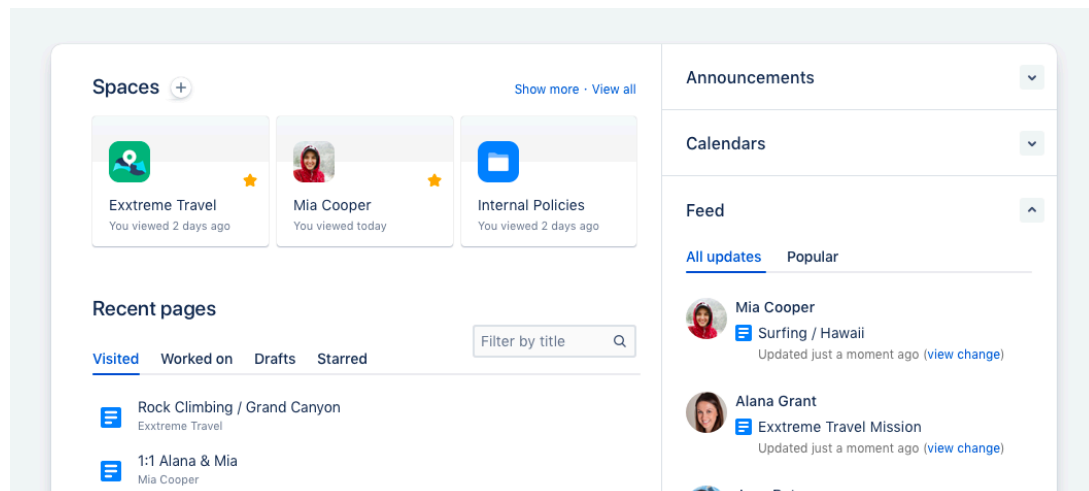 Spaces
Show more · View all
Exxtreme Travel
You viewed 2 days ago
Mia Cooper
You viewed today
Internal Policies
You viewed 2 days ago
Recent pages
Filter by title
Visited Worked on Drafts Starred
Rock Climbing / Grand Canyon
Exxtreme Travel
1:1 Alana & Mia
Mia Cooper
Announcements
Calendars
Feed
All updates Popular
Mia Cooper
Surfing / Hawaii
Updated just a moment ago (view change)
Alana Grant
Exxtreme Travel Mission
Updated just a moment ago (view change)